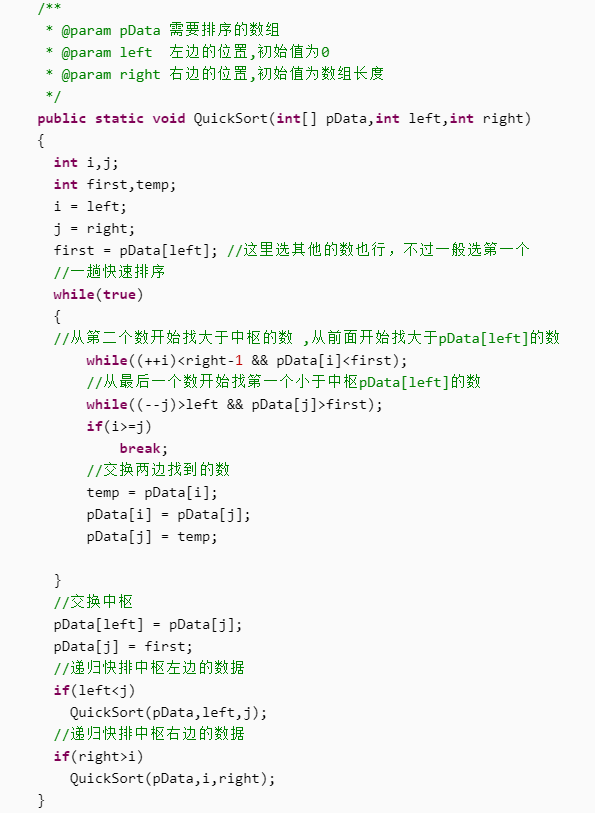 /**
 * @param pData 需要排序的数组
 * @param left  左边的位置,初始值为0
 * @param right 右边的位置,初始值为数组长度
 */
public static void QuickSort(int[] pData,int left,int right)
{
  int i,j;
  int first,temp;
  i = left;
  j = right;
  first = pData[left]; //这里选其他的数也行，不过一般选第一个
  //一趟快速排序
  while(true)
  {
  //从第二个数开始找大于中枢的数 ,从前面开始找大于pData[left]的数
      while((++i)<right-1 && pData[i]<first);
      //从最后一个数开始找第一个小于中枢pData[left]的数
      while((--j)>left && pData[j]>first);
      if(i>=j)
          break;
      //交换两边找到的数
      temp = pData[i];
      pData[i] = pData[j];
      pData[j] = temp;
  }
  //交换中枢
  pData[left] = pData[j];
  pData[j] = first;
  //递归快排中枢左边的数据
  if(left<j)
    QuickSort(pData,left,j);
  //递归快排中枢右边的数据
  if(right>i)
    QuickSort(pData,i,right);
}